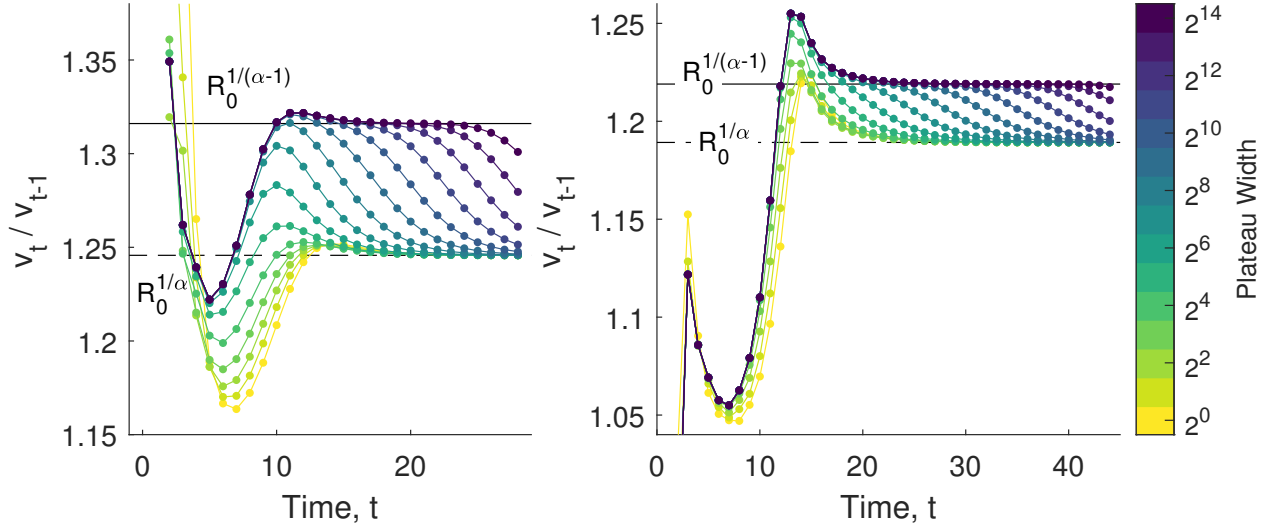 1.35
1.3
1.25
1.2
1.15
v_t / v_{t-1}
R_0^{1/(α-1)}
R_0^{1/α}
0
10
20
Time, t
1.25
1.2
1.15
1.1
1.05
v_t / v_{t-1}
R_0^{1/(α-1)}
R_0^{1/α}
0
10
20
30
40
Time, t
2^{14}
2^{12}
2^{10}
2^8
2^6
2^4
2^2
2^0
Plateau Width